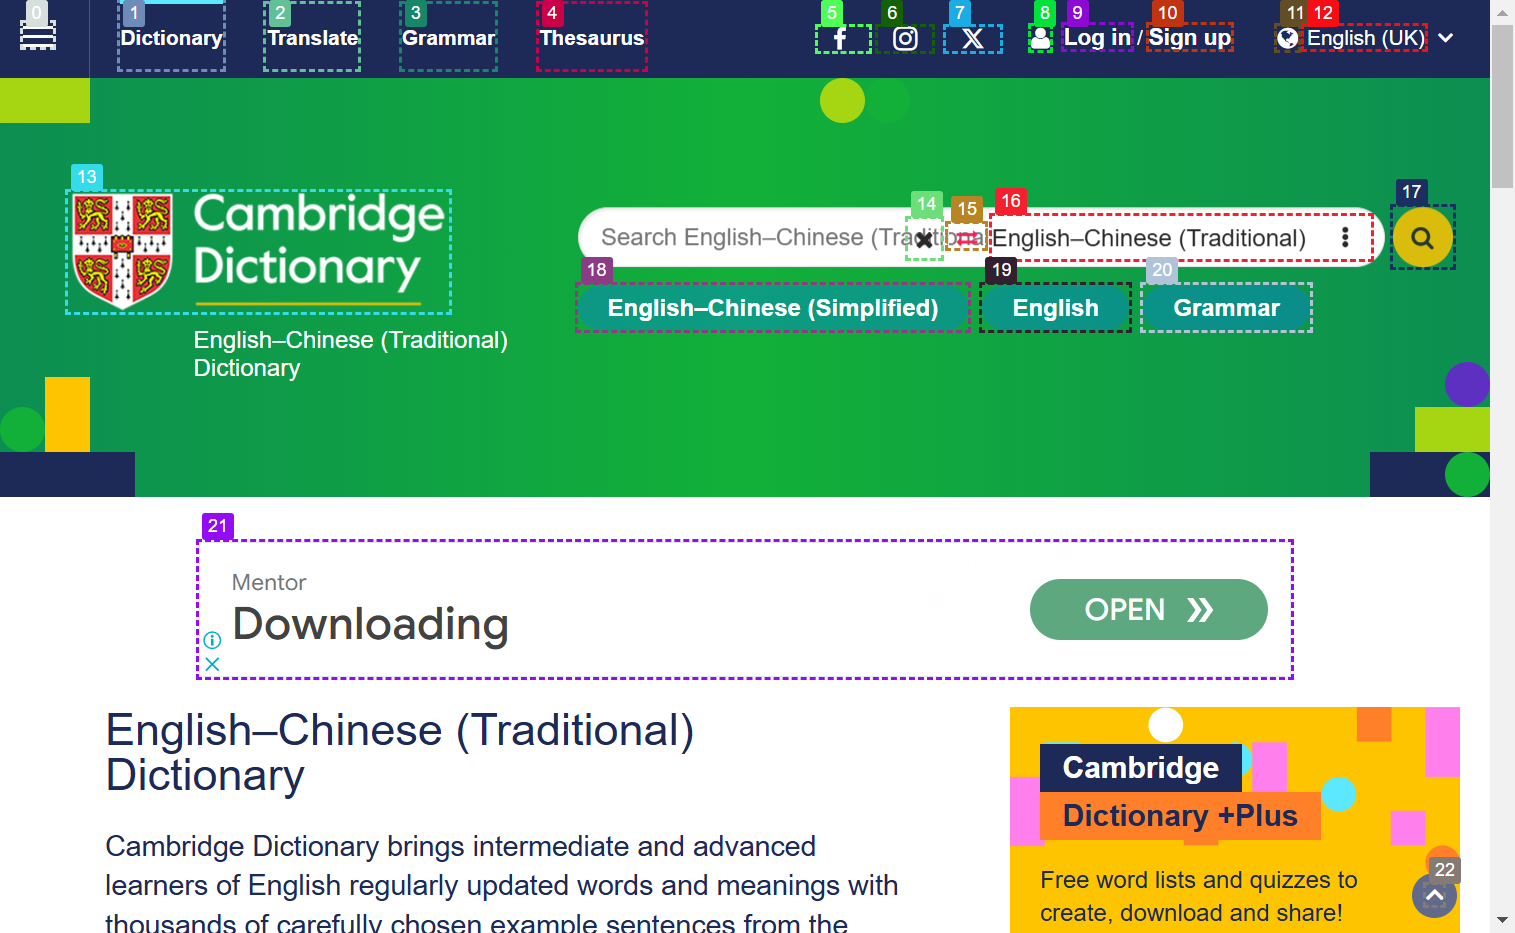 0 1 2 3 4 5 6 7 8 9 10 11 12
Dictionary Translate Grammar Thesaurus Log in / Sign up English (UK)
13
Cambridge
Dictionary
English–Chinese (Traditional)
Dictionary
14 15 16 17
Search English–Chinese (Traditional English–Chinese (Traditional)
18 19 20
English–Chinese (Simplified) English Grammar
21
Mentor
Downloading
OPEN
English–Chinese (Traditional)
Dictionary
Cambridge Dictionary brings intermediate and advanced
learners of English regularly updated words and meanings with
thousands of carefully chosen example sentences from the
Cambridge
Dictionary +Plus
Free word lists and quizzes to
create, download and share!
22